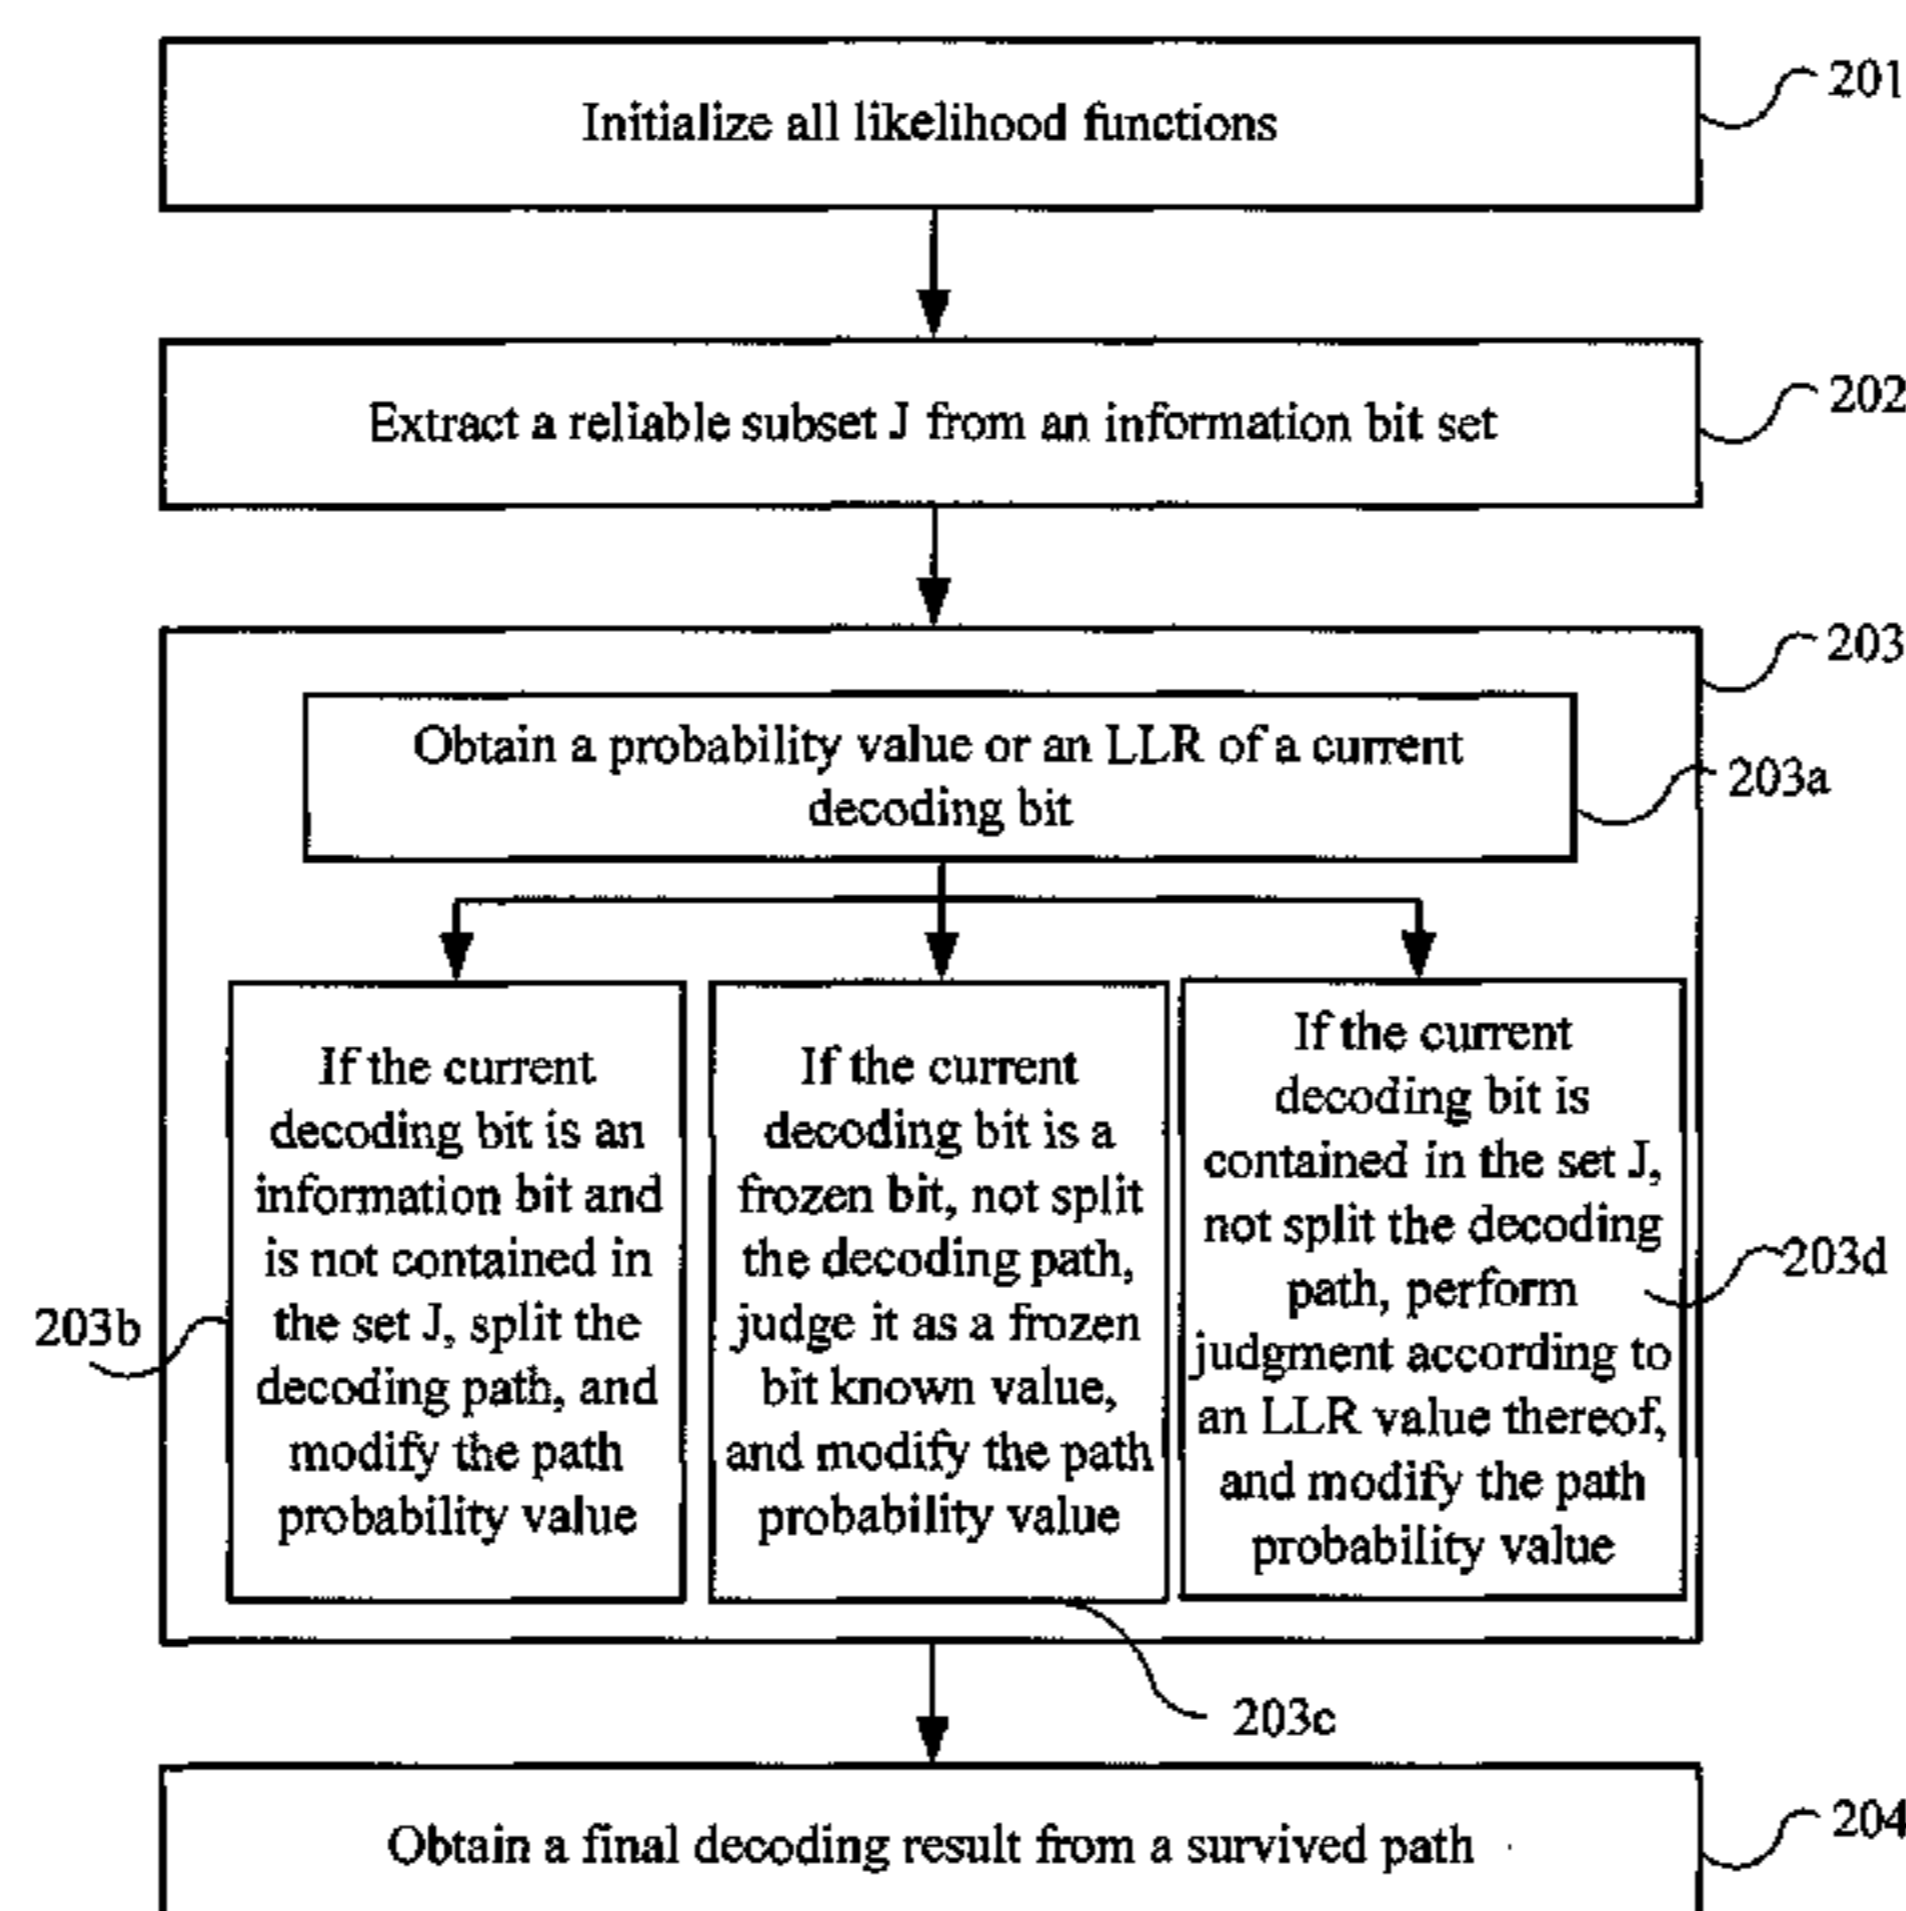 Initialize all likelihood functions
201
Extract a reliable subset J from an information bit set
202
203
Obtain a probability value or an LLR of a current
decoding bit
203a
If the current
decoding bit is an
information bit and
is not contained in
the set J, split the
decoding path, and
modify the path
probability value
203b
If the current
decoding bit is a
frozen bit, not split
the decoding path,
judge it as a frozen
bit known value,
and modify the path
probability value
203c
If the current
decoding bit is
contained in the set J,
not split the decoding
path, perform
judgment according to
an LLR value thereof,
and modify the path
probability value
203d
Obtain a final decoding result from a survived path
204